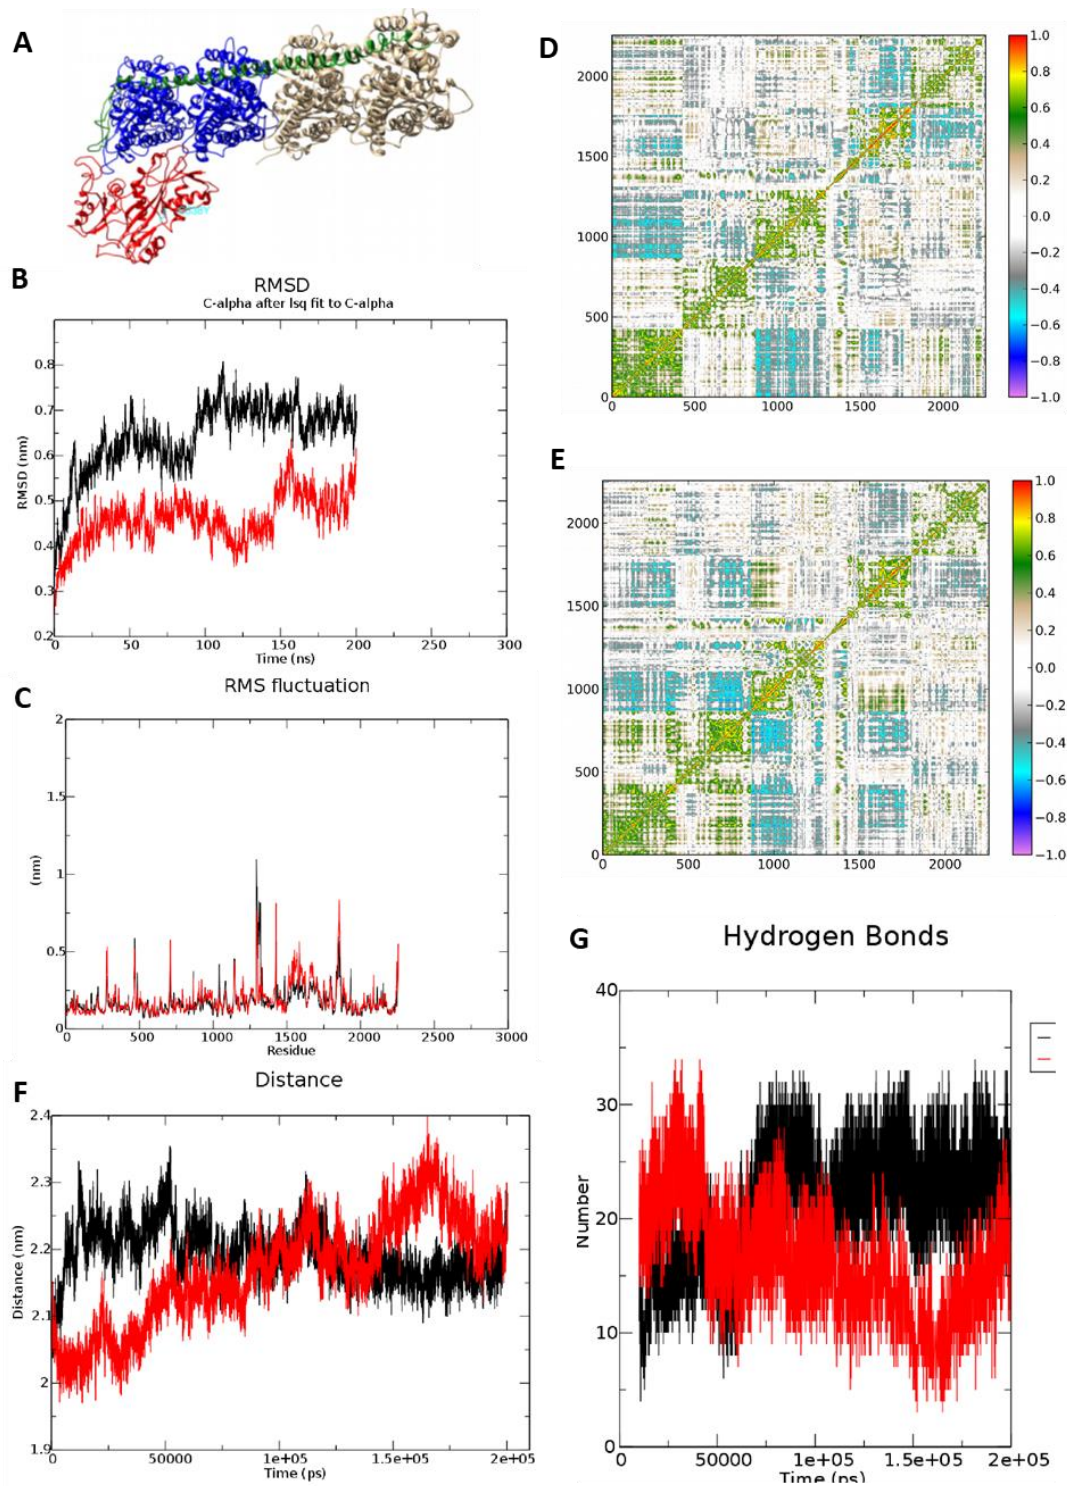 A
B
RMSD
C-alpha after lsq fit to C-alpha
0.8
0.7
0.6
0.5
0.4
0.3
0.2
RMSD (nm)
0 50 100 150 200 250 300
Time (ns)
C
RMS fluctuation
2
1.5
1
0.5
0
(nm)
0 500 1000 1500 2000 2500 3000
Residue
D
2000
1500
1000
500
0
0 500 1000 1500 2000
1.0
0.8
0.6
0.4
0.2
0.0
−0.2
−0.4
−0.6
−0.8
−1.0
E
2000
1500
1000
500
0
0 500 1000 1500 2000
1.0
0.8
0.6
0.4
0.2
0.0
−0.2
−0.4
−0.6
−0.8
−1.0
F
Distance
2.4
2.3
2.2
2.1
2
1.9
Distance (nm)
0 50000 1e+05 1.5e+05 2e+05
Time (ps)
G
Hydrogen Bonds
40
30
20
10
0
Number
0 50000 1e+05 1.5e+05 2e+05
Time (ps)